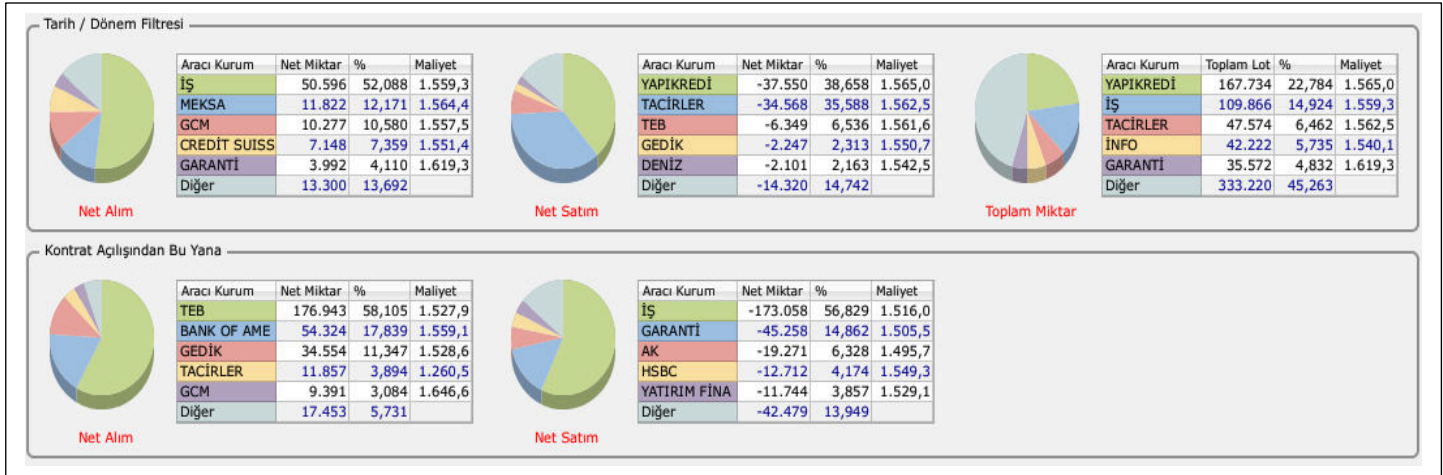 Tarih / Dönem Filtresi
Aracı Kurum Net Miktar % Maliyet
İŞ 50.596 52,088 1.559,3
MEKSA 11.822 12,171 1.564,4
GCM 10.277 10,580 1.557,5
CREDİT SUISS 7.148 7,359 1.551,4
GARANTİ 3.992 4,110 1.619,3
Diğer 13.300 13,692
Net Alım
Aracı Kurum Net Miktar % Maliyet
YAPIKREDİ -37.550 38,658 1.565,0
TACİRLER -34.568 35,588 1.562,5
TEB -6.349 6,536 1.561,6
GEDİK -2.247 2,313 1.550,7
DENİZ -2.101 2,163 1.542,5
Diğer -14.320 14,742
Net Satım
Aracı Kurum Toplam Lot % Maliyet
YAPIKREDİ 167.734 22,784 1.565,0
İŞ 109.866 14,924 1.559,3
TACİRLER 47.574 6,462 1.562,5
İNFO 42.222 5,735 1.540,1
GARANTİ 35.572 4,832 1.619,3
Diğer 333.220 45,263
Toplam Miktar
Kontrat Açılışından Bu Yana
Aracı Kurum Net Miktar % Maliyet
TEB 176.943 58,105 1.527,9
BANK OF AME 54.324 17,839 1.559,1
GEDİK 34.554 11,347 1.528,6
TACİRLER 11.857 3,894 1.260,5
GCM 9.391 3,084 1.646,6
Diğer 17.453 5,731
Net Alım
Aracı Kurum Net Miktar % Maliyet
İŞ -173.058 56,829 1.516,0
GARANTİ -45.258 14,862 1.505,5
AK -19.271 6,328 1.495,7
HSBC -12.712 4,174 1.549,3
YATIRIM FİNA -11.744 3,857 1.529,1
Diğer -42.479 13,949
Net Satım